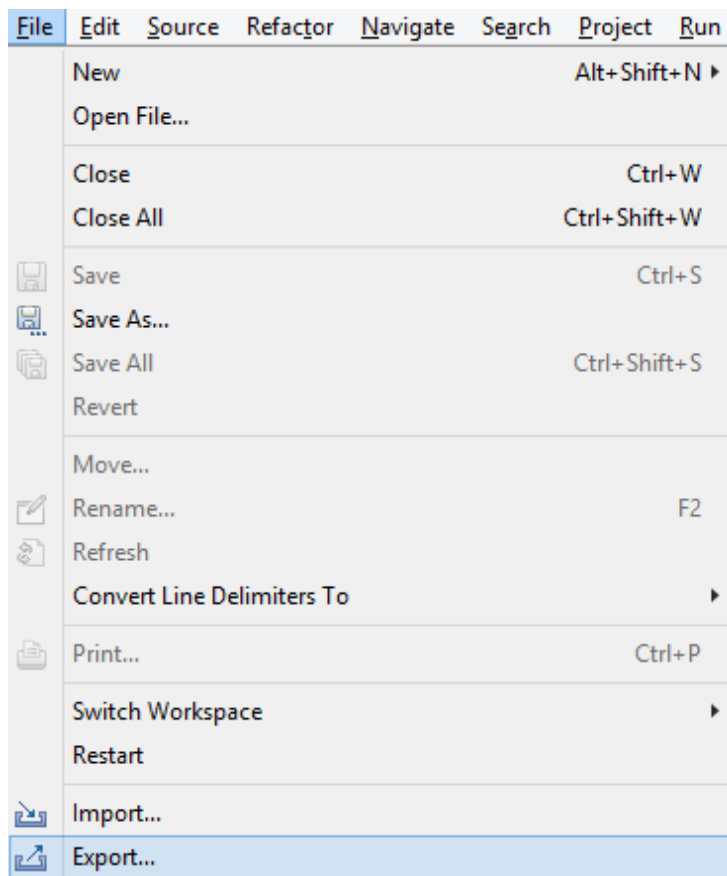 File Edit Source Refactor Navigate Search Project Run
New Alt+Shift+N
Open File...
Close Ctrl+W
Close All Ctrl+Shift+W
Save Ctrl+S
Save As...
Save All Ctrl+Shift+S
Revert
Move...
Rename... F2
Refresh
Convert Line Delimiters To
Print... Ctrl+P
Switch Workspace
Restart
Import...
Export...